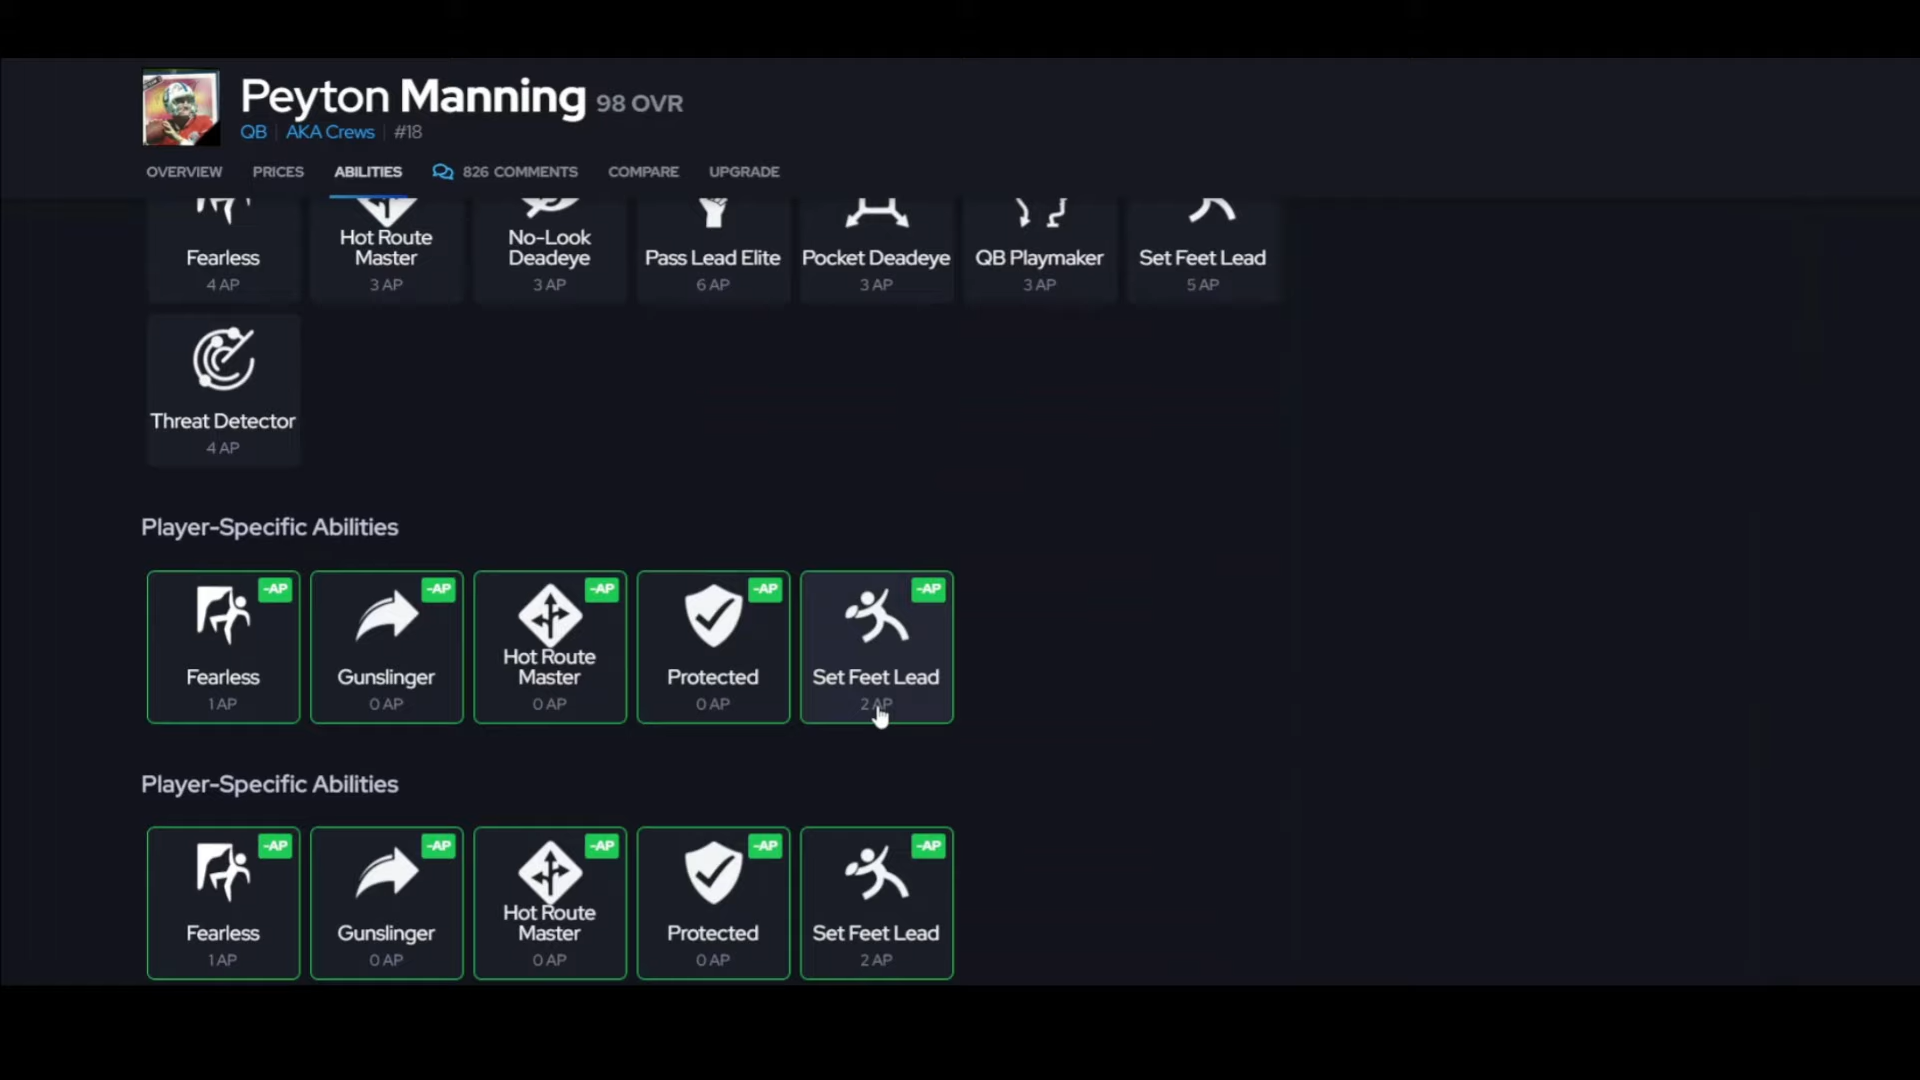 Peyton Manning 98 OVR
QB AKA Crews #18
OVERVIEW PRICES ABILITIES 826 COMMENTS COMPARE UPGRADE
Fearless
4 AP
Hot Route
Master
3 AP
No-Look
Deadeye
3 AP
Pass Lead Elite
6 AP
Pocket Deadeye
3 AP
QB Playmaker
3 AP
Set Feet Lead
5 AP
Threat Detector
4 AP
Player-Specific Abilities
-AP
Fearless
1 AP
-AP
Gunslinger
0 AP
-AP
Hot Route
Master
0 AP
-AP
Protected
0 AP
-AP
Set Feet Lead
2 AP
Player-Specific Abilities
-AP
Fearless
1 AP
-AP
Gunslinger
0 AP
-AP
Hot Route
Master
0 AP
-AP
Protected
0 AP
-AP
Set Feet Lead
2 AP